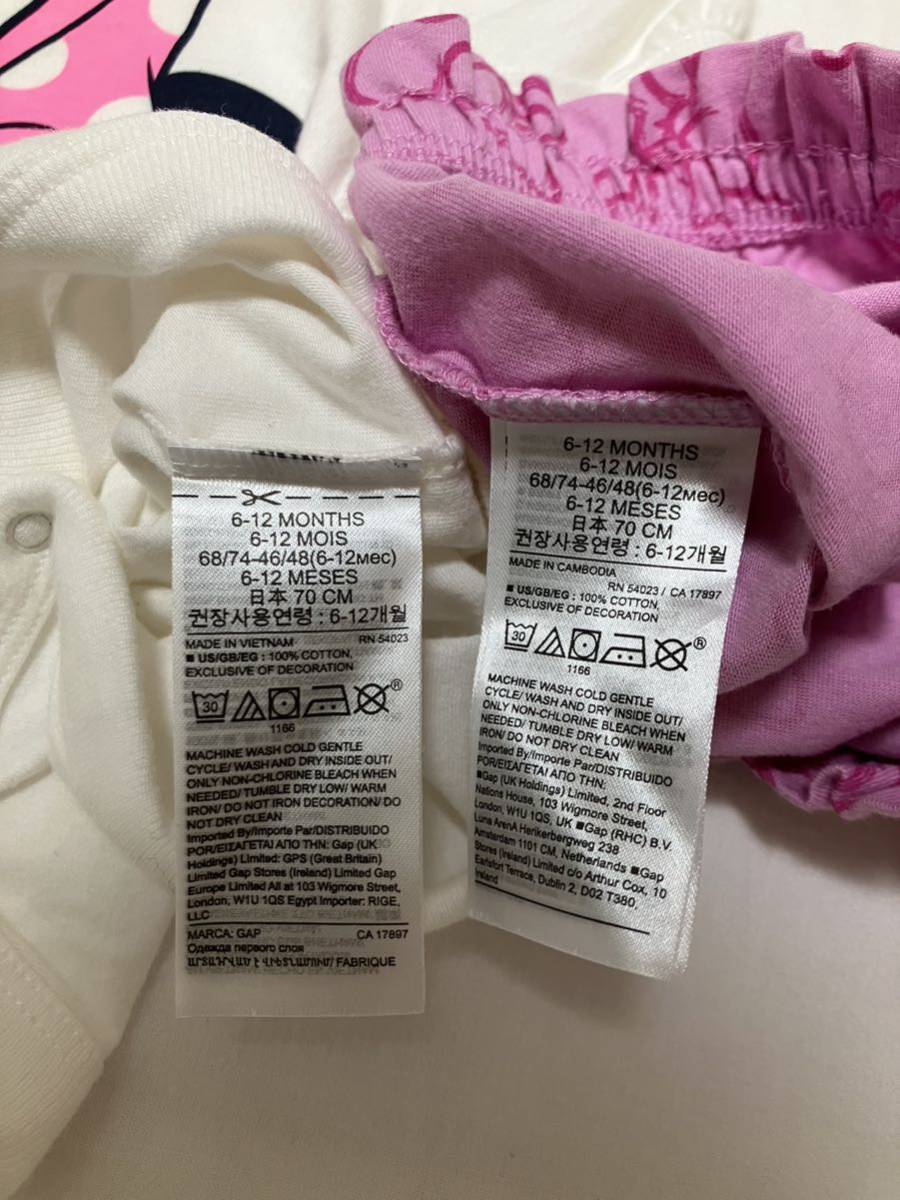 6-12 MONTHS
6-12 MOIS
68/74-46/48(6-12мес)
6-12 MESES
日本 70 CM
권장사용연령 : 6-12개월
MADE IN VIETNAM RN 54023
■ US/GB/EG : 100% COTTON,
EXCLUSIVE OF DECORATION
30 ®
1166
MACHINE WASH COLD GENTLE
CYCLE/ WASH AND DRY INSIDE OUT/
ONLY NON-CHLORINE BLEACH WHEN
NEEDED/ TUMBLE DRY LOW/ WARM
IRON/ DO NOT IRON DECORATION/ DO
NOT DRY CLEAN
Imported By/Importe Par/DISTRIBUIDO
POR/ΕΙΣΑΓΕΤΑΙ ΑΠΟ ΤΗΝ: Gap (UK
Holdings) Limited: GPS (Great Britain)
Limited Gap Stores (Ireland) Limited Gap
Europe Limited All at 103 Wigmore Street,
London, W1U 1QS Egypt Importer: RIGE,
LLC
MARCA: GAP CA 17897
Одежда первого слоя
ԱՐՏԱԴՐՎԱԾ Է ՎԻԵՏՆԱՄՈՒՄ/ FABRIQUE
6-12 MONTHS
6-12 MOIS
68/74-46/48(6-12мес)
6-12 MESES
日本 70 CM
권장사용연령 : 6-12개월
MADE IN CAMBODIA RN 54023 / CA 17897
■ US/GB/EG : 100% COTTON,
EXCLUSIVE OF DECORATION
30 ®
1166
MACHINE WASH COLD GENTLE
CYCLE/ WASH AND DRY INSIDE OUT/
ONLY NON-CHLORINE BLEACH WHEN
NEEDED/ TUMBLE DRY LOW/ WARM
IRON/ DO NOT DRY CLEAN
Imported By/Importe Par/DISTRIBUIDO
POR/ΕΙΣΑΓΕΤΑΙ ΑΠΟ ΤΗΝ:
■Gap (UK Holdings) Limited, 2nd Floor
Nations House, 103 Wigmore Street,
London, W1U 1QS, UK ■Gap (RHC) B.V.
Luna ArenA Herikerbergweg 238
Amsterdam 1101 CM, Netherlands ■Gap
Stores (Ireland) Limited c/o Arthur Cox, 10
Earlsfort Terrace, Dublin 2, D02 T380
Ireland